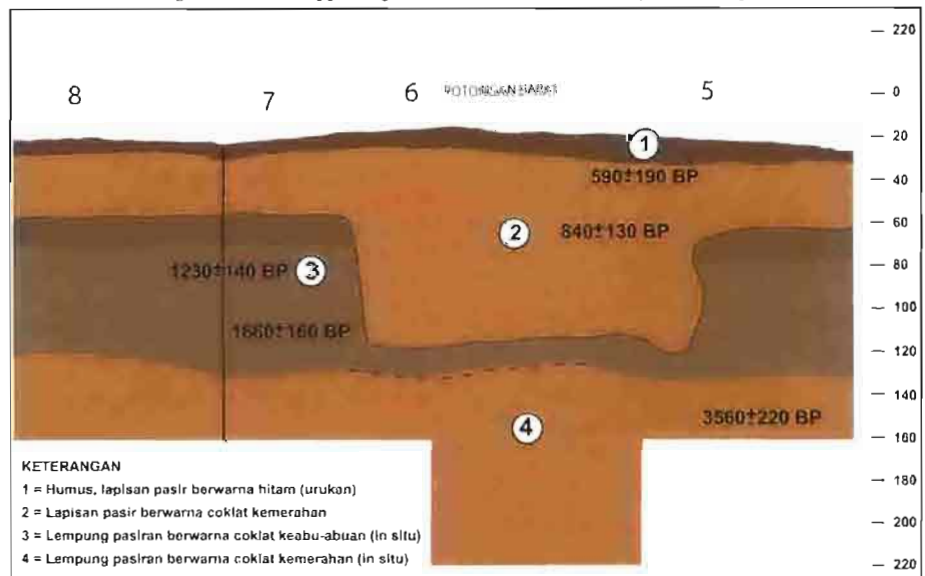 220
8 7 6 5 0
20
1
590±190 BP
40
2 840±130 BP 60
1230±140 BP 3 80
100
1660±160 BP
120
140
3560±220 BP
4
160
KETERANGAN
1 = Humus, lapisan pasir berwarna hitam (urukan)
180
2 = Lapisan pasir berwarna coklat kemerahan
200
3 = Lempung pasiran berwarna coklat keabu-abuan (in situ)
4 = Lempung pasiran berwarna coklat kemerahan (in situ)
220